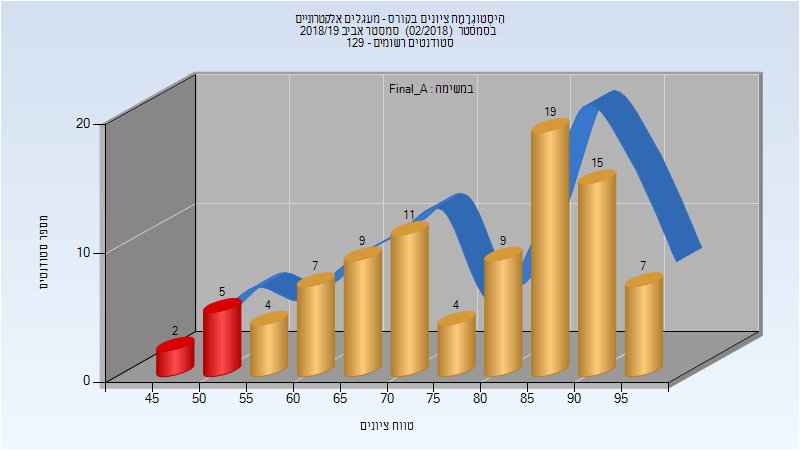 היסטוגרמת ציונים בקורס - מעגלים אלקטרוניים
בסמסטר (02/2018) סמסטר אביב 2018/19
סטודנטים רשומים - 129
במשימה : Final_A
20
10
0
מספר סטודנטים
2
5
4
7
9
11
4
9
19
15
7
45 50 55 60 65 70 75 80 85 90 95
טווח ציונים